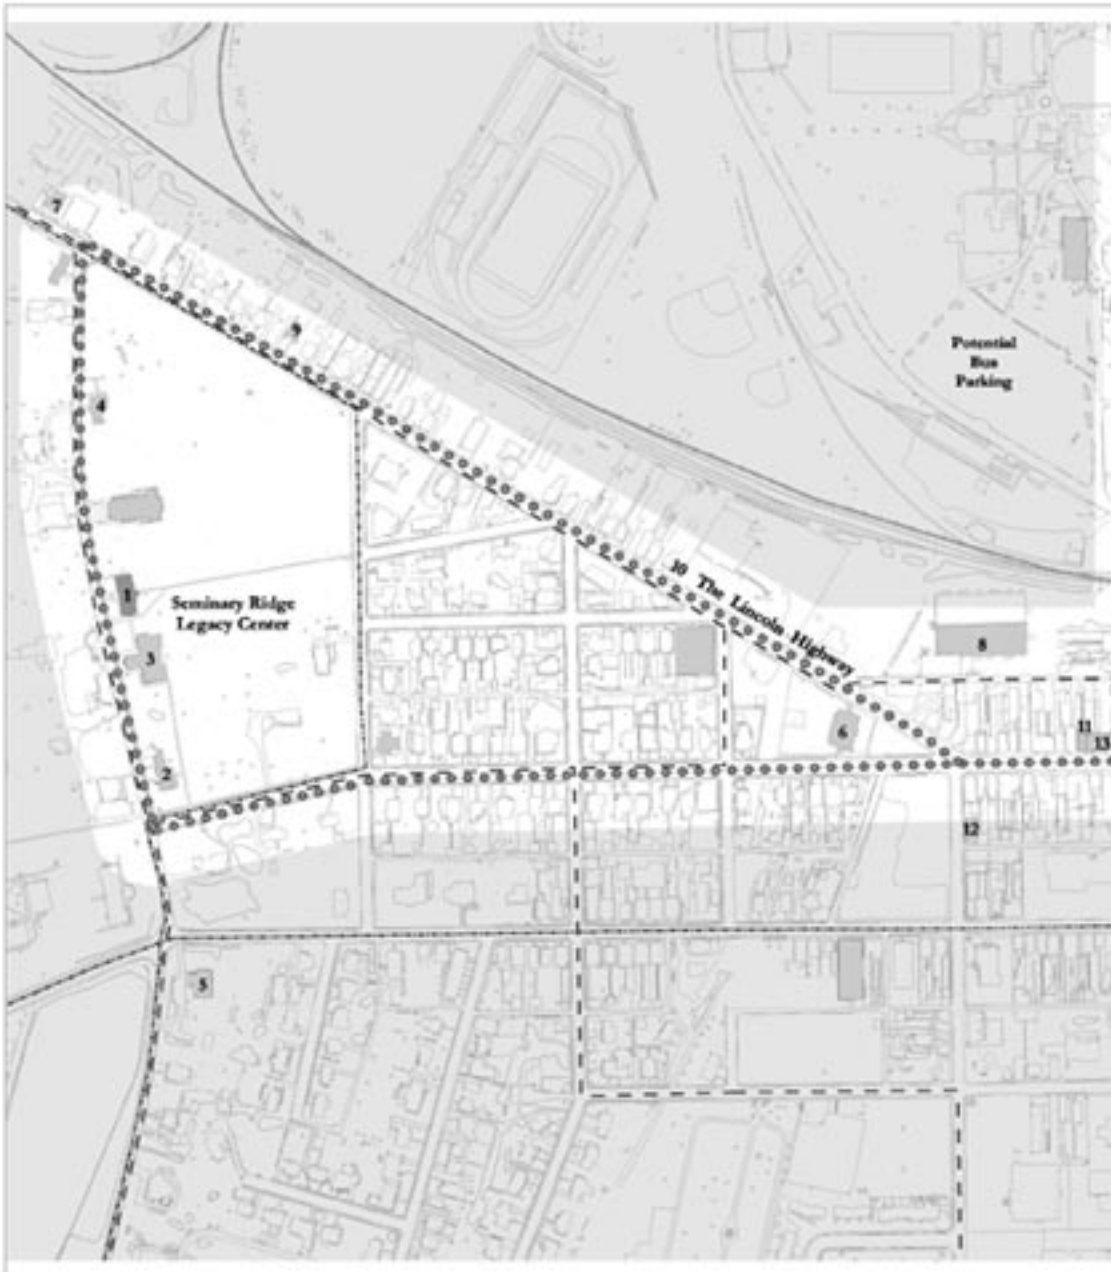 7
9
Potential
Bus
Parking
4
10 The Lincoln Highway
1
Seminary Ridge
Legacy Center
3
8
6
11
13
2
12
5